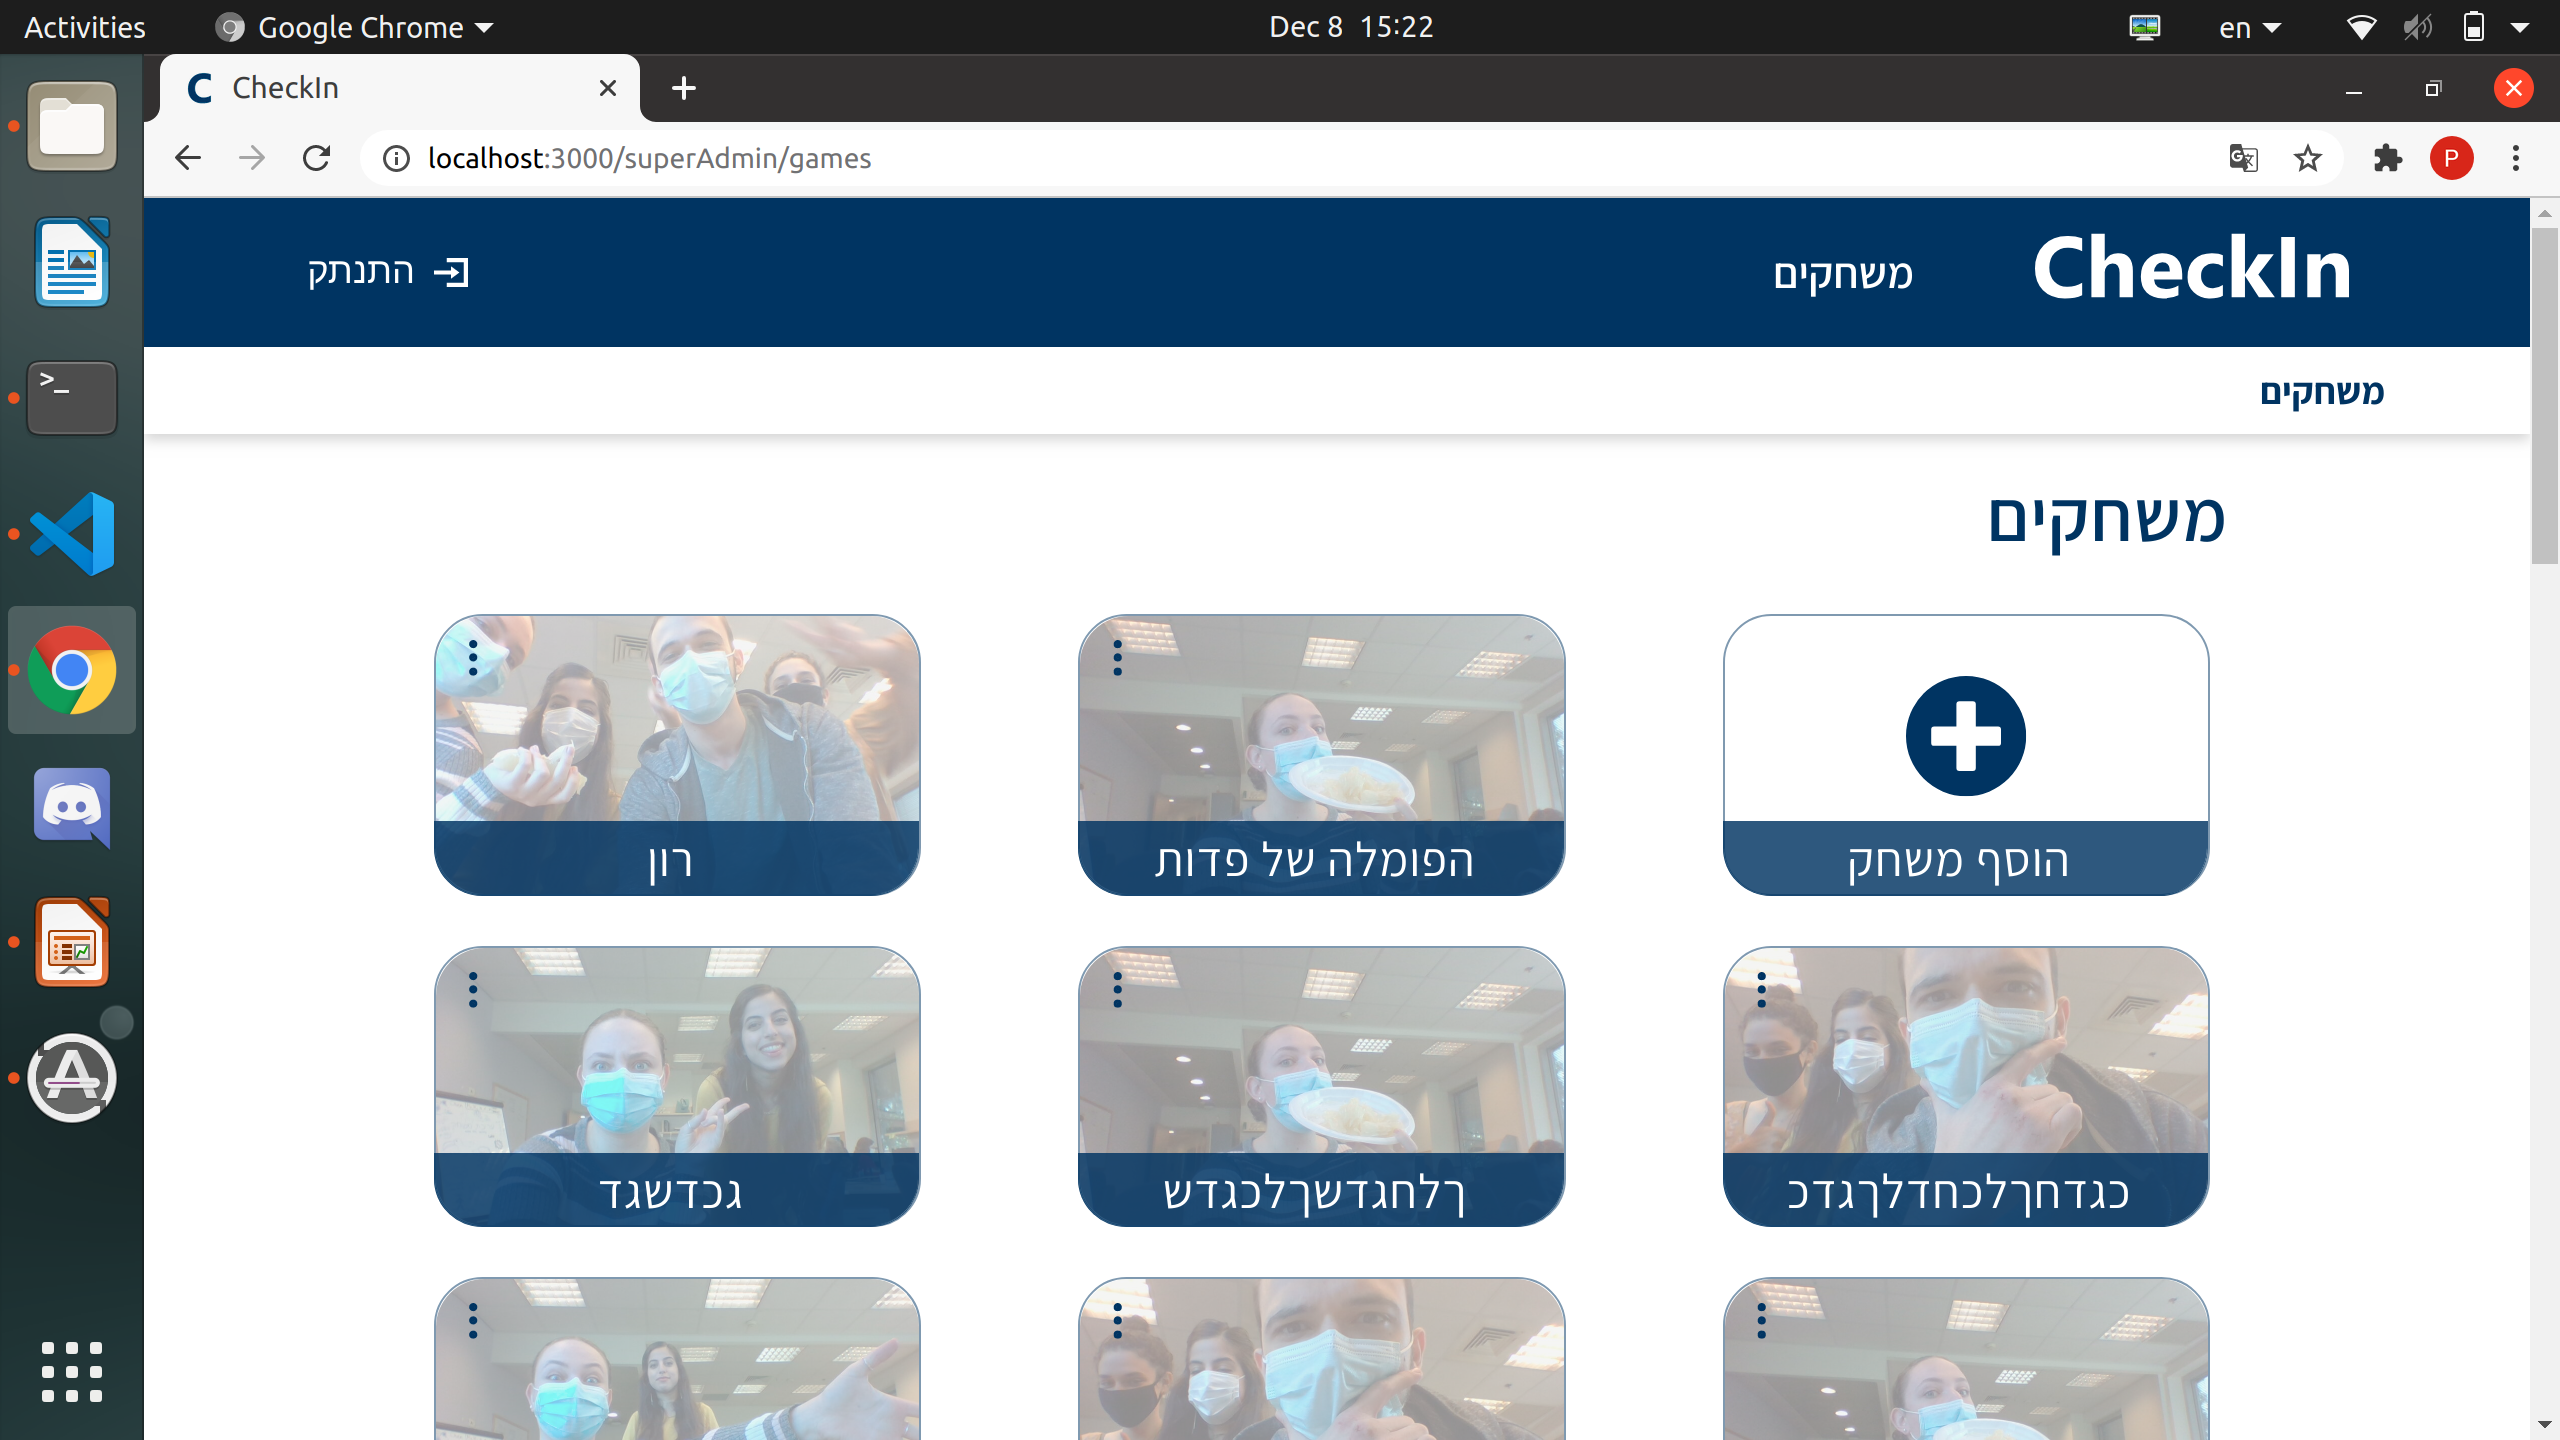 Activities
Google Chrome
Dec 8 15:22
en
CheckIn
localhost:3000/superAdmin/games
P
CheckIn
משחקים
התנתק
משחקים
משחקים
הוסף משחק
הפומלה של פדות
רון
כגדחךלכחדלךגדכ
ךלחגדשךלכגדש
גכדשגד